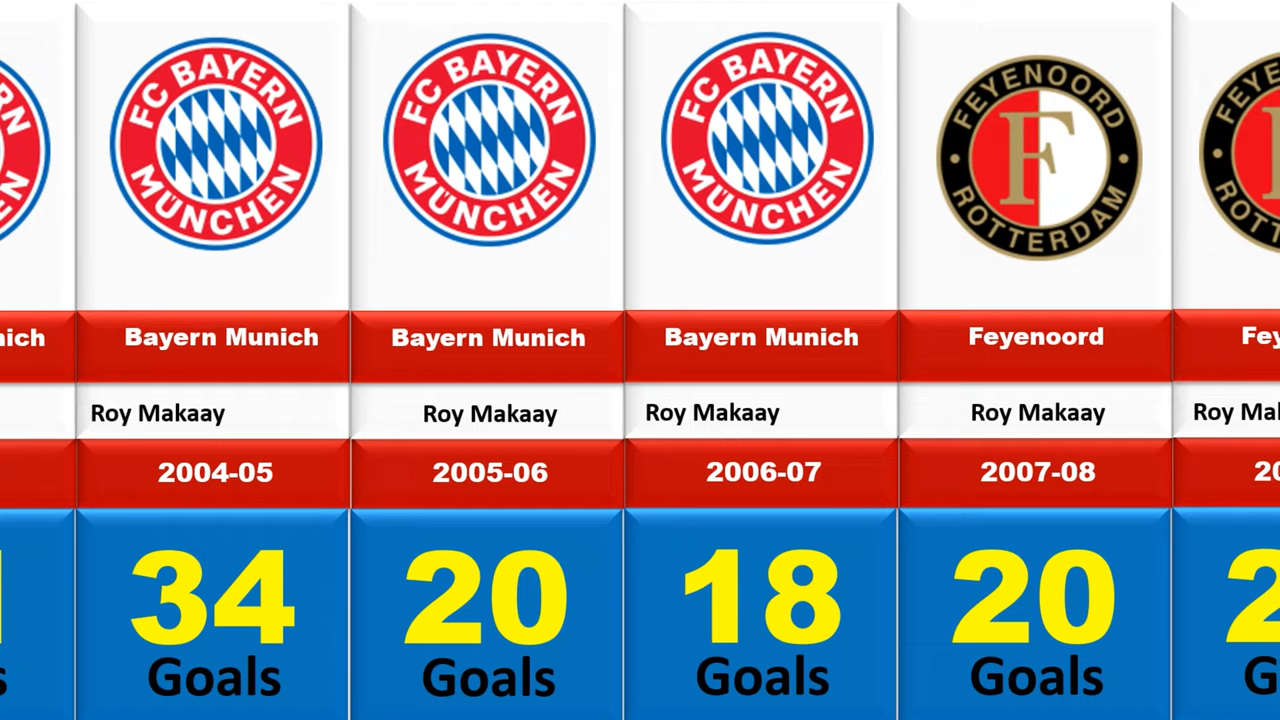 FC BAYERN MÜNCHEN
FC BAYERN MÜNCHEN
FC BAYERN MÜNCHEN
FEYENOORD ROTTERDAM
F
Bayern Munich
Bayern Munich
Bayern Munich
Feyenoord
Roy Makaay
Roy Makaay
Roy Makaay
Roy Makaay
Roy
2004-05
2005-06
2006-07
2007-08
34
20
18
20
Goals
Goals
Goals
Goals